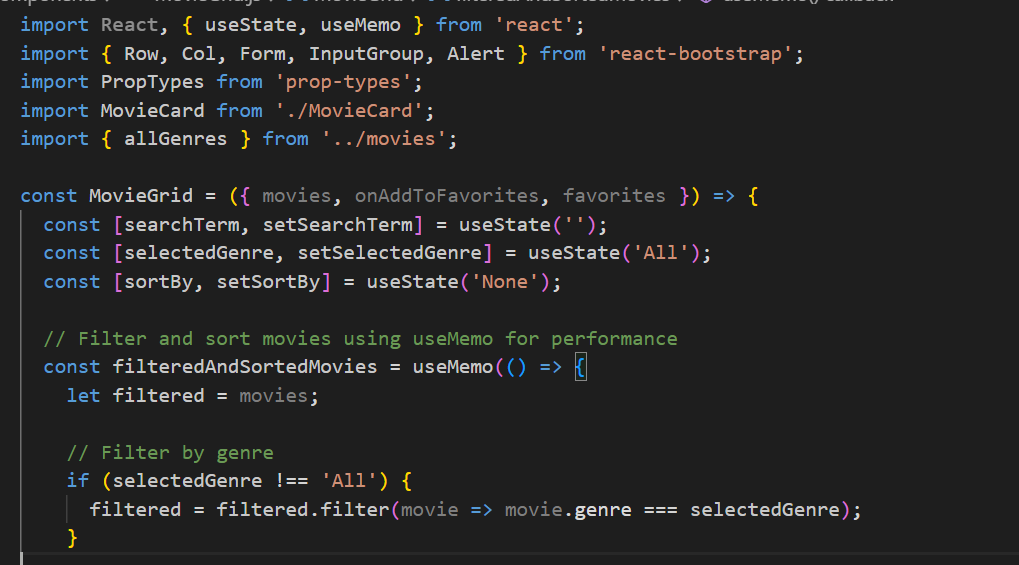 import React, { useState, useMemo } from 'react';
import { Row, Col, Form, InputGroup, Alert } from 'react-bootstrap';
import PropTypes from 'prop-types';
import MovieCard from './MovieCard';
import { allGenres } from '../movies';

const MovieGrid = ({ movies, onAddToFavorites, favorites }) => {
  const [searchTerm, setSearchTerm] = useState('');
  const [selectedGenre, setSelectedGenre] = useState('All');
  const [sortBy, setSortBy] = useState('None');

  // Filter and sort movies using useMemo for performance
  const filteredAndSortedMovies = useMemo(() => {
    let filtered = movies;

    // Filter by genre
    if (selectedGenre !== 'All') {
      filtered = filtered.filter(movie => movie.genre === selectedGenre);
    }